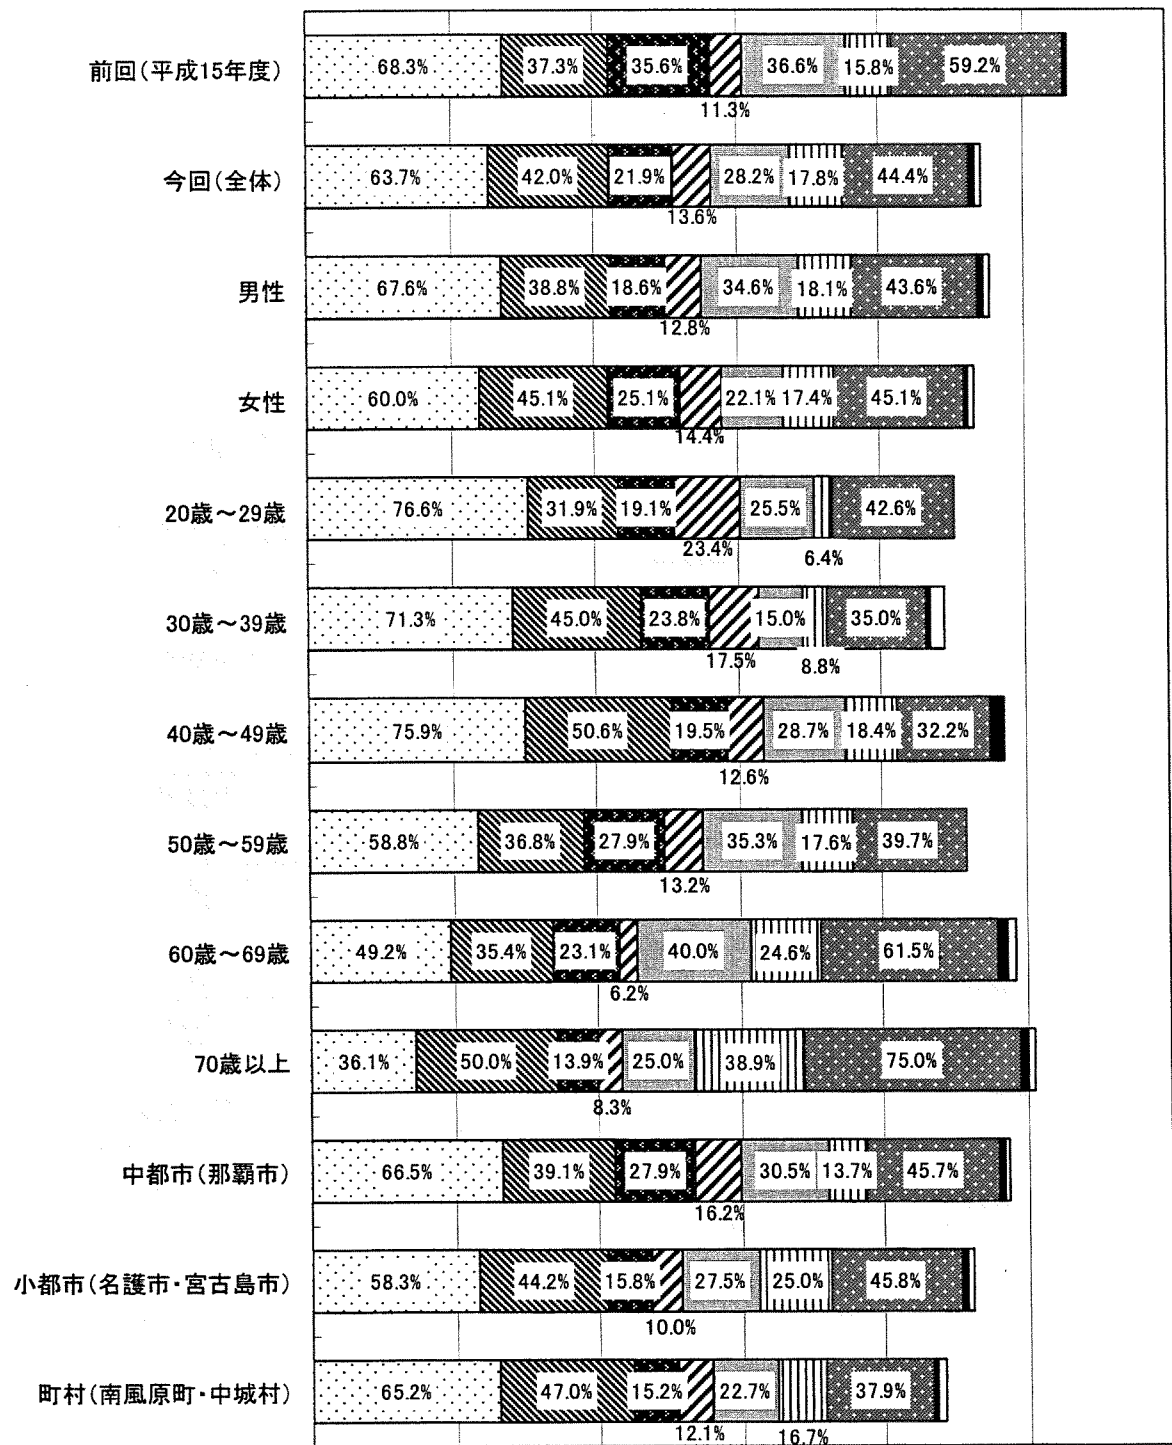 前回(平成15年度) 68.3% 37.3% 35.6% 36.6% 15.8% 59.2%
11.3%
今回(全体) 63.7% 42.0% 21.9% 28.2% 17.8% 44.4%
13.6%
男性 67.6% 38.8% 18.6% 34.6% 18.1% 43.6%
12.8%
女性 60.0% 45.1% 25.1% 22.1% 17.4% 45.1%
14.4%
20歳～29歳 76.6% 31.9% 19.1% 25.5% 42.6%
23.4% 6.4%
30歳～39歳 71.3% 45.0% 23.8% 15.0% 35.0%
17.5% 8.8%
40歳～49歳 75.9% 50.6% 19.5% 28.7% 18.4% 32.2%
12.6%
50歳～59歳 58.8% 36.8% 27.9% 35.3% 17.6% 39.7%
13.2%
60歳～69歳 49.2% 35.4% 23.1% 40.0% 24.6% 61.5%
6.2%
70歳以上 36.1% 50.0% 13.9% 25.0% 38.9% 75.0%
8.3%
中都市(那覇市) 66.5% 39.1% 27.9% 30.5% 13.7% 45.7%
16.2%
小都市(名護市・宮古島市) 58.3% 44.2% 15.8% 27.5% 25.0% 45.8%
10.0%
町村(南風原町・中城村) 65.2% 47.0% 15.2% 22.7% 37.9%
12.1% 16.7%